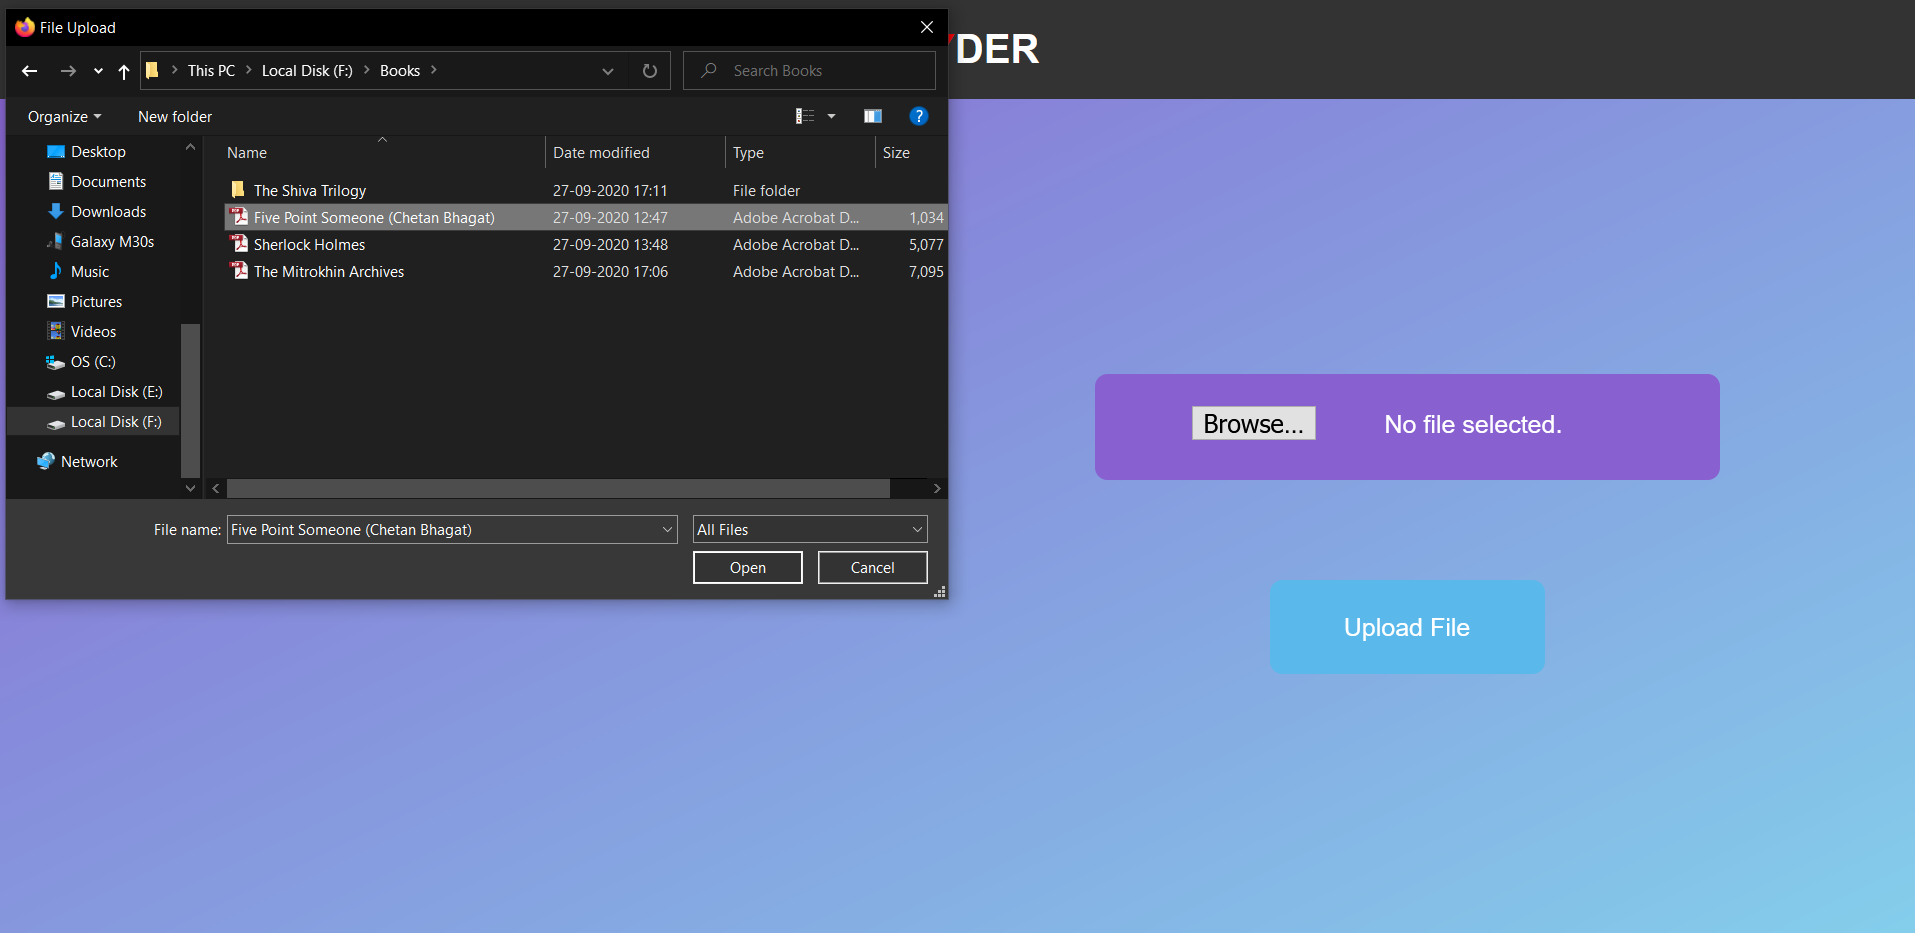 File Upload
YDER
This PC > Local Disk (F:) > Books >
Search Books
Organize
New folder
?
Desktop
Documents
Downloads
Galaxy M30s
Music
Pictures
Videos
OS (C:)
Local Disk (E:)
Local Disk (F:)
Network
Name Date modified Type Size
The Shiva Trilogy 27-09-2020 17:11 File folder
Five Point Someone (Chetan Bhagat) 27-09-2020 12:47 Adobe Acrobat D... 1,034
Sherlock Holmes 27-09-2020 13:48 Adobe Acrobat D... 5,077
The Mitrokhin Archives 27-09-2020 17:06 Adobe Acrobat D... 7,095
File name: Five Point Someone (Chetan Bhagat)
All Files
Open Cancel
Browse... No file selected.
Upload File